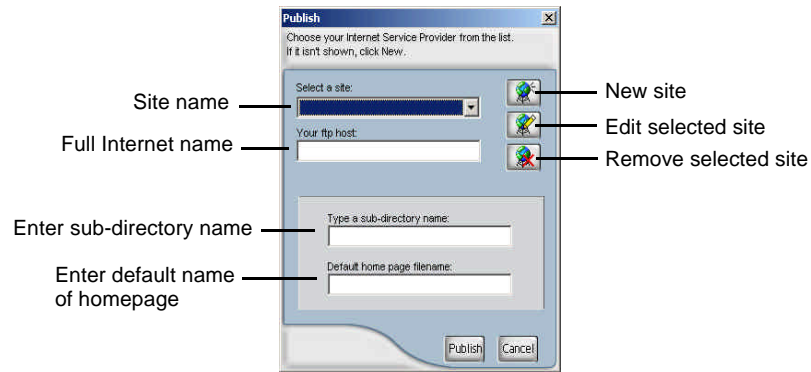 Publish
Choose your Internet Service Provider from the list.
If it isn't shown, click New.
Select a site:
Site name
New site
Your ftp host:
Edit selected site
Full Internet name
Remove selected site
Type a sub-directory name:
Enter sub-directory name
Default home page filename:
Enter default name
of homepage
Publish
Cancel